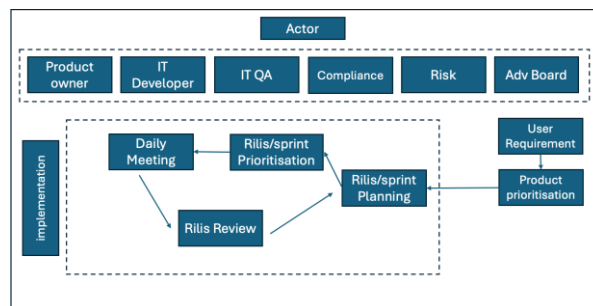 Actor
Product
owner
IT
Developer
IT QA
Compliance
Risk
Adv Board
implementation
Daily
Meeting
Rilis/sprint
Prioritisation
Rilis/sprint
Planning
Rilis Review
User
Requirement
Product
prioritisation